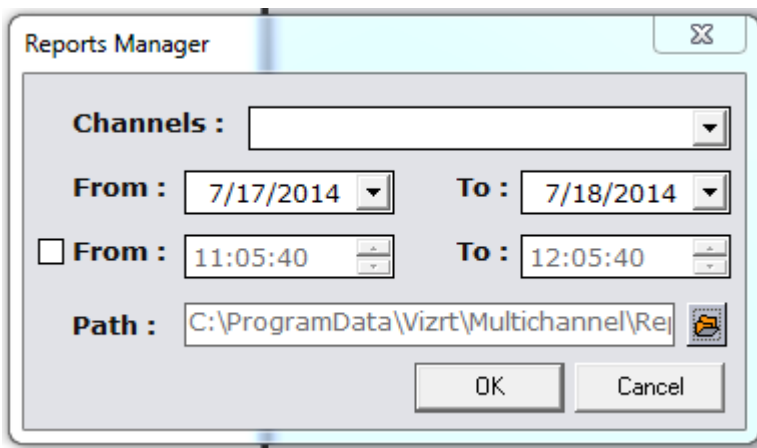 Reports Manager
Channels :
From : 7/17/2014 To : 7/18/2014
From : 11:05:40 To : 12:05:40
Path : C:\ProgramData\Vizrt\Multichannel\Re
OK Cancel